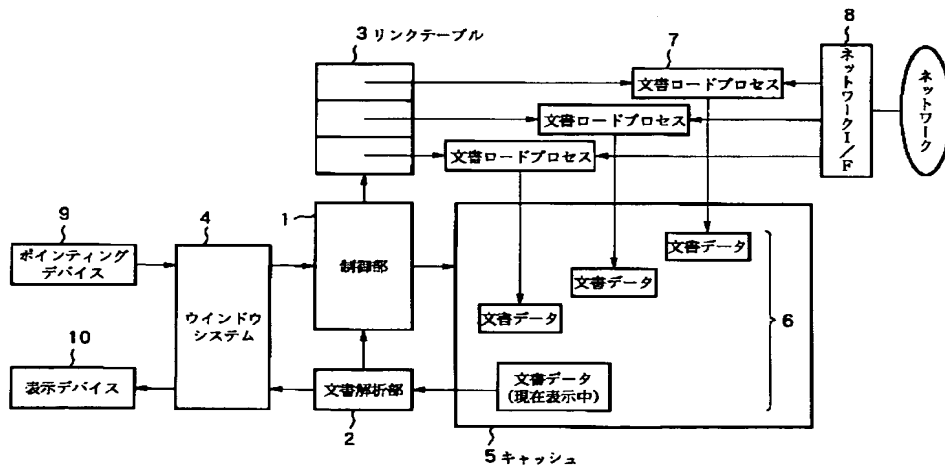 3 リンクテーブル
7
8
文書ロードプロセス
文書ロードプロセス
文書ロードプロセス
ネットワークI/F
ネットワーク
9
4
1
ポインティング
デバイス
ウインドウ
システム
制御部
文書データ
文書データ
文書データ
6
10
表示デバイス
文書解析部
2
文書データ
(現在表示中)
5 キャッシュ